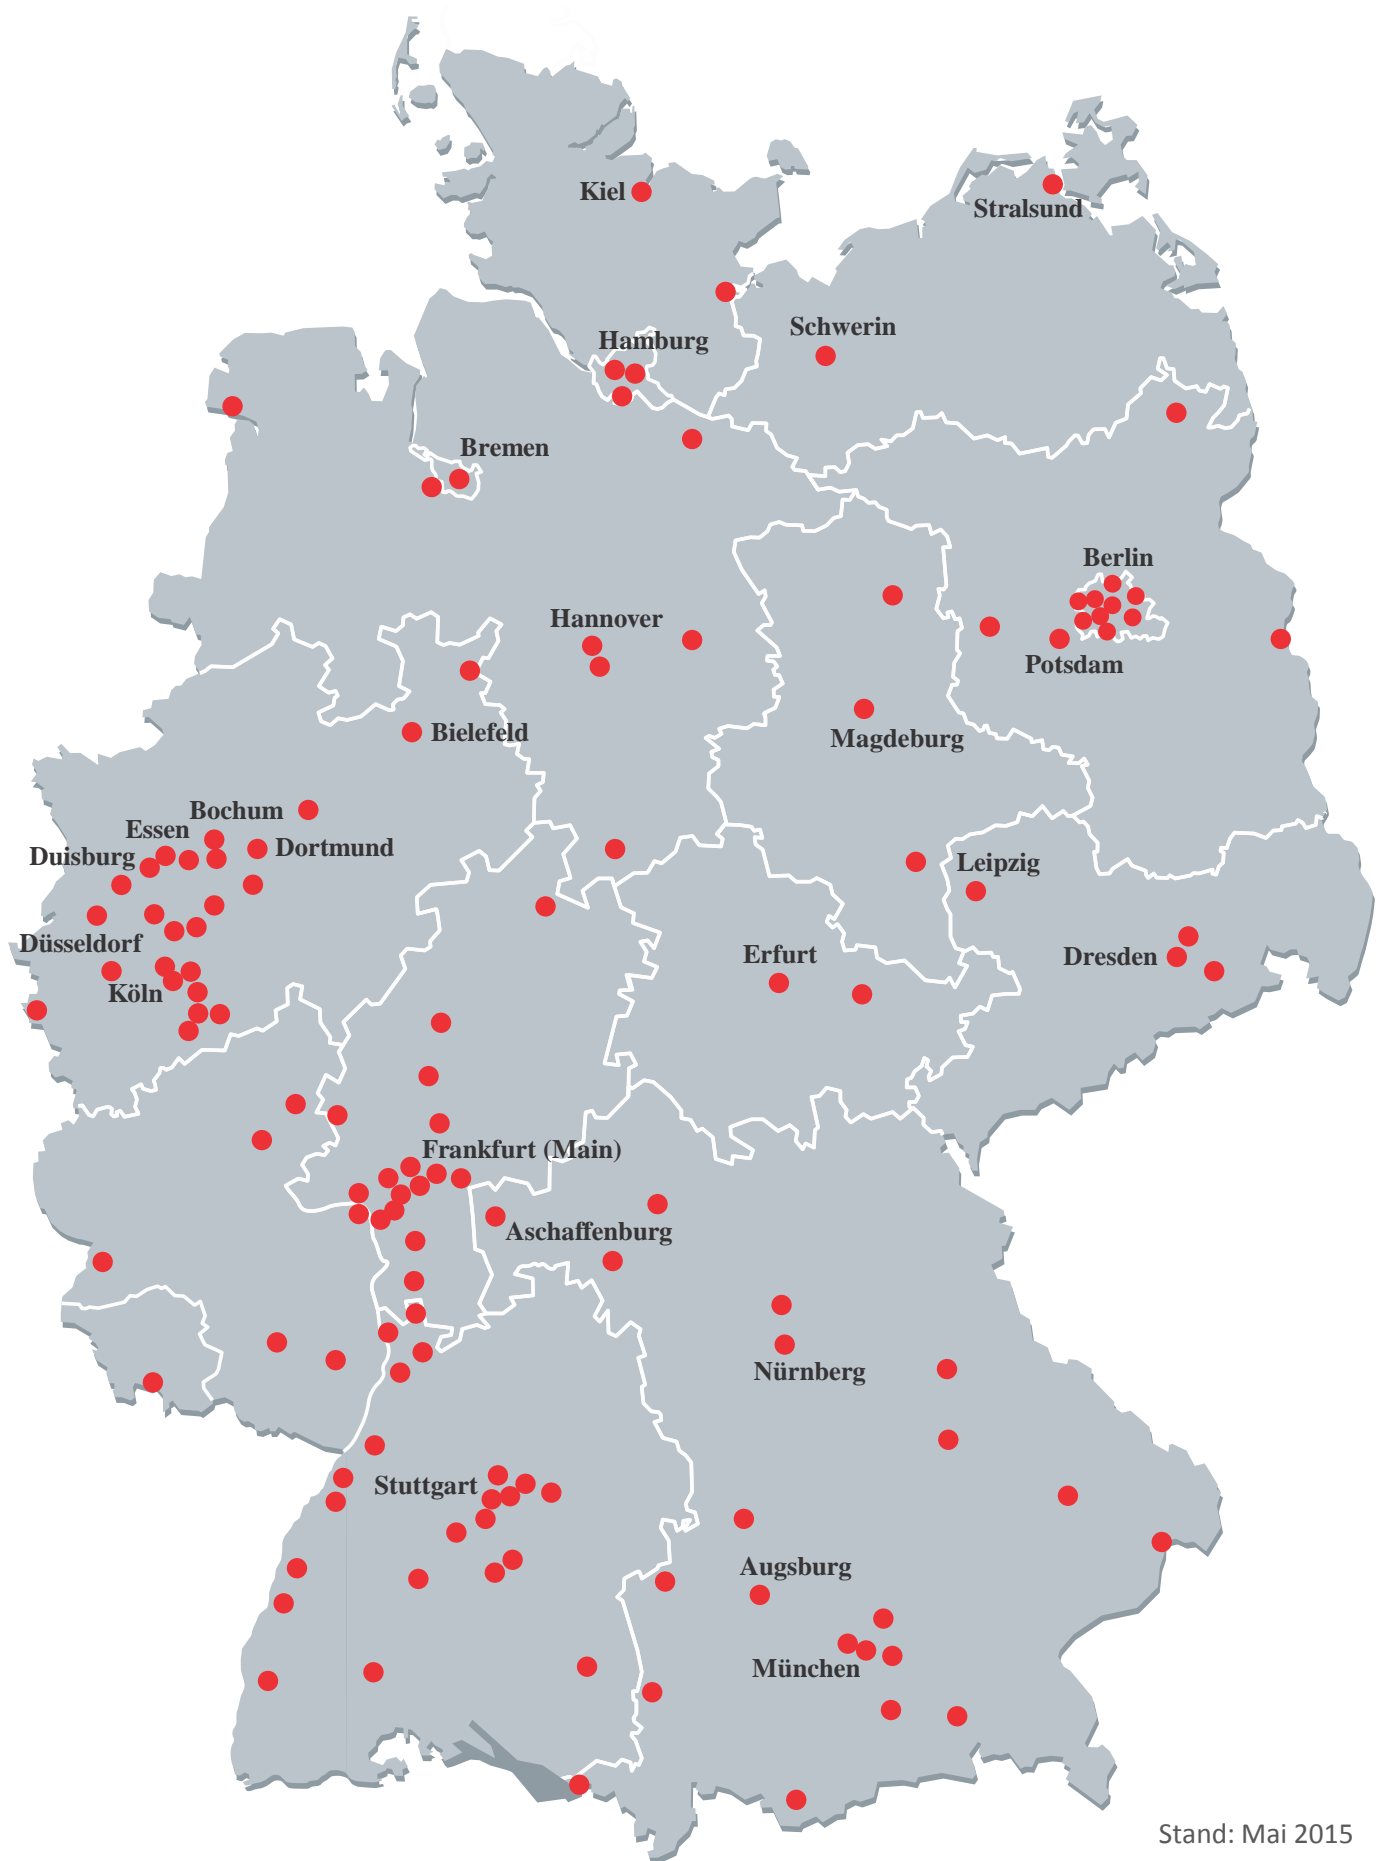 Kiel
Stralsund
Schwerin
Hamburg
Bremen
Berlin
Hannover
Potsdam
Bielefeld
Magdeburg
Bochum
Essen
Dortmund
Duisburg
Leipzig
Düsseldorf
Erfurt
Dresden
Köln
Frankfurt (Main)
Aschaffenburg
Nürnberg
Stuttgart
Augsburg
München
Stand: Mai 2015